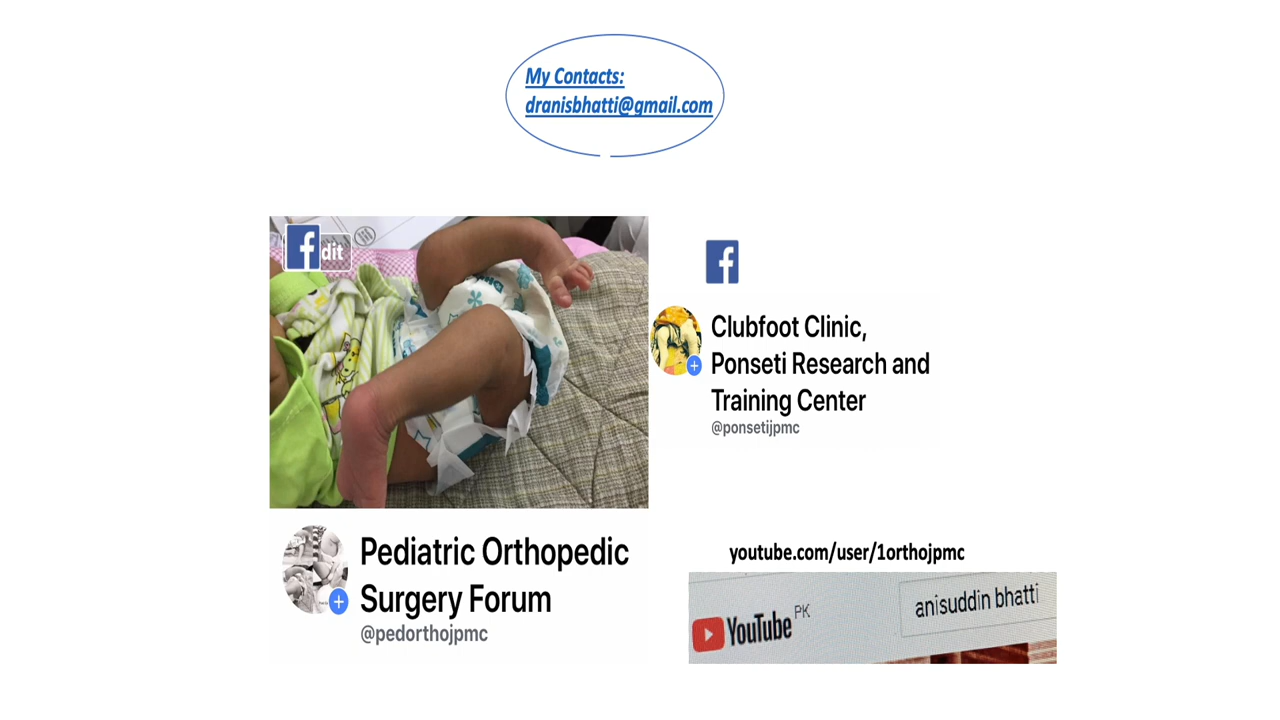 My Contacts:
dranisbhatti@gmail.com
dit
Clubfoot Clinic,
Ponseti Research and
Training Center
@ponsetijpmc
Pediatric Orthopedic
Surgery Forum
@pedorthojpmc
youtube.com/user/1orthojpmc
YouTube PK
anisuddin bhatti